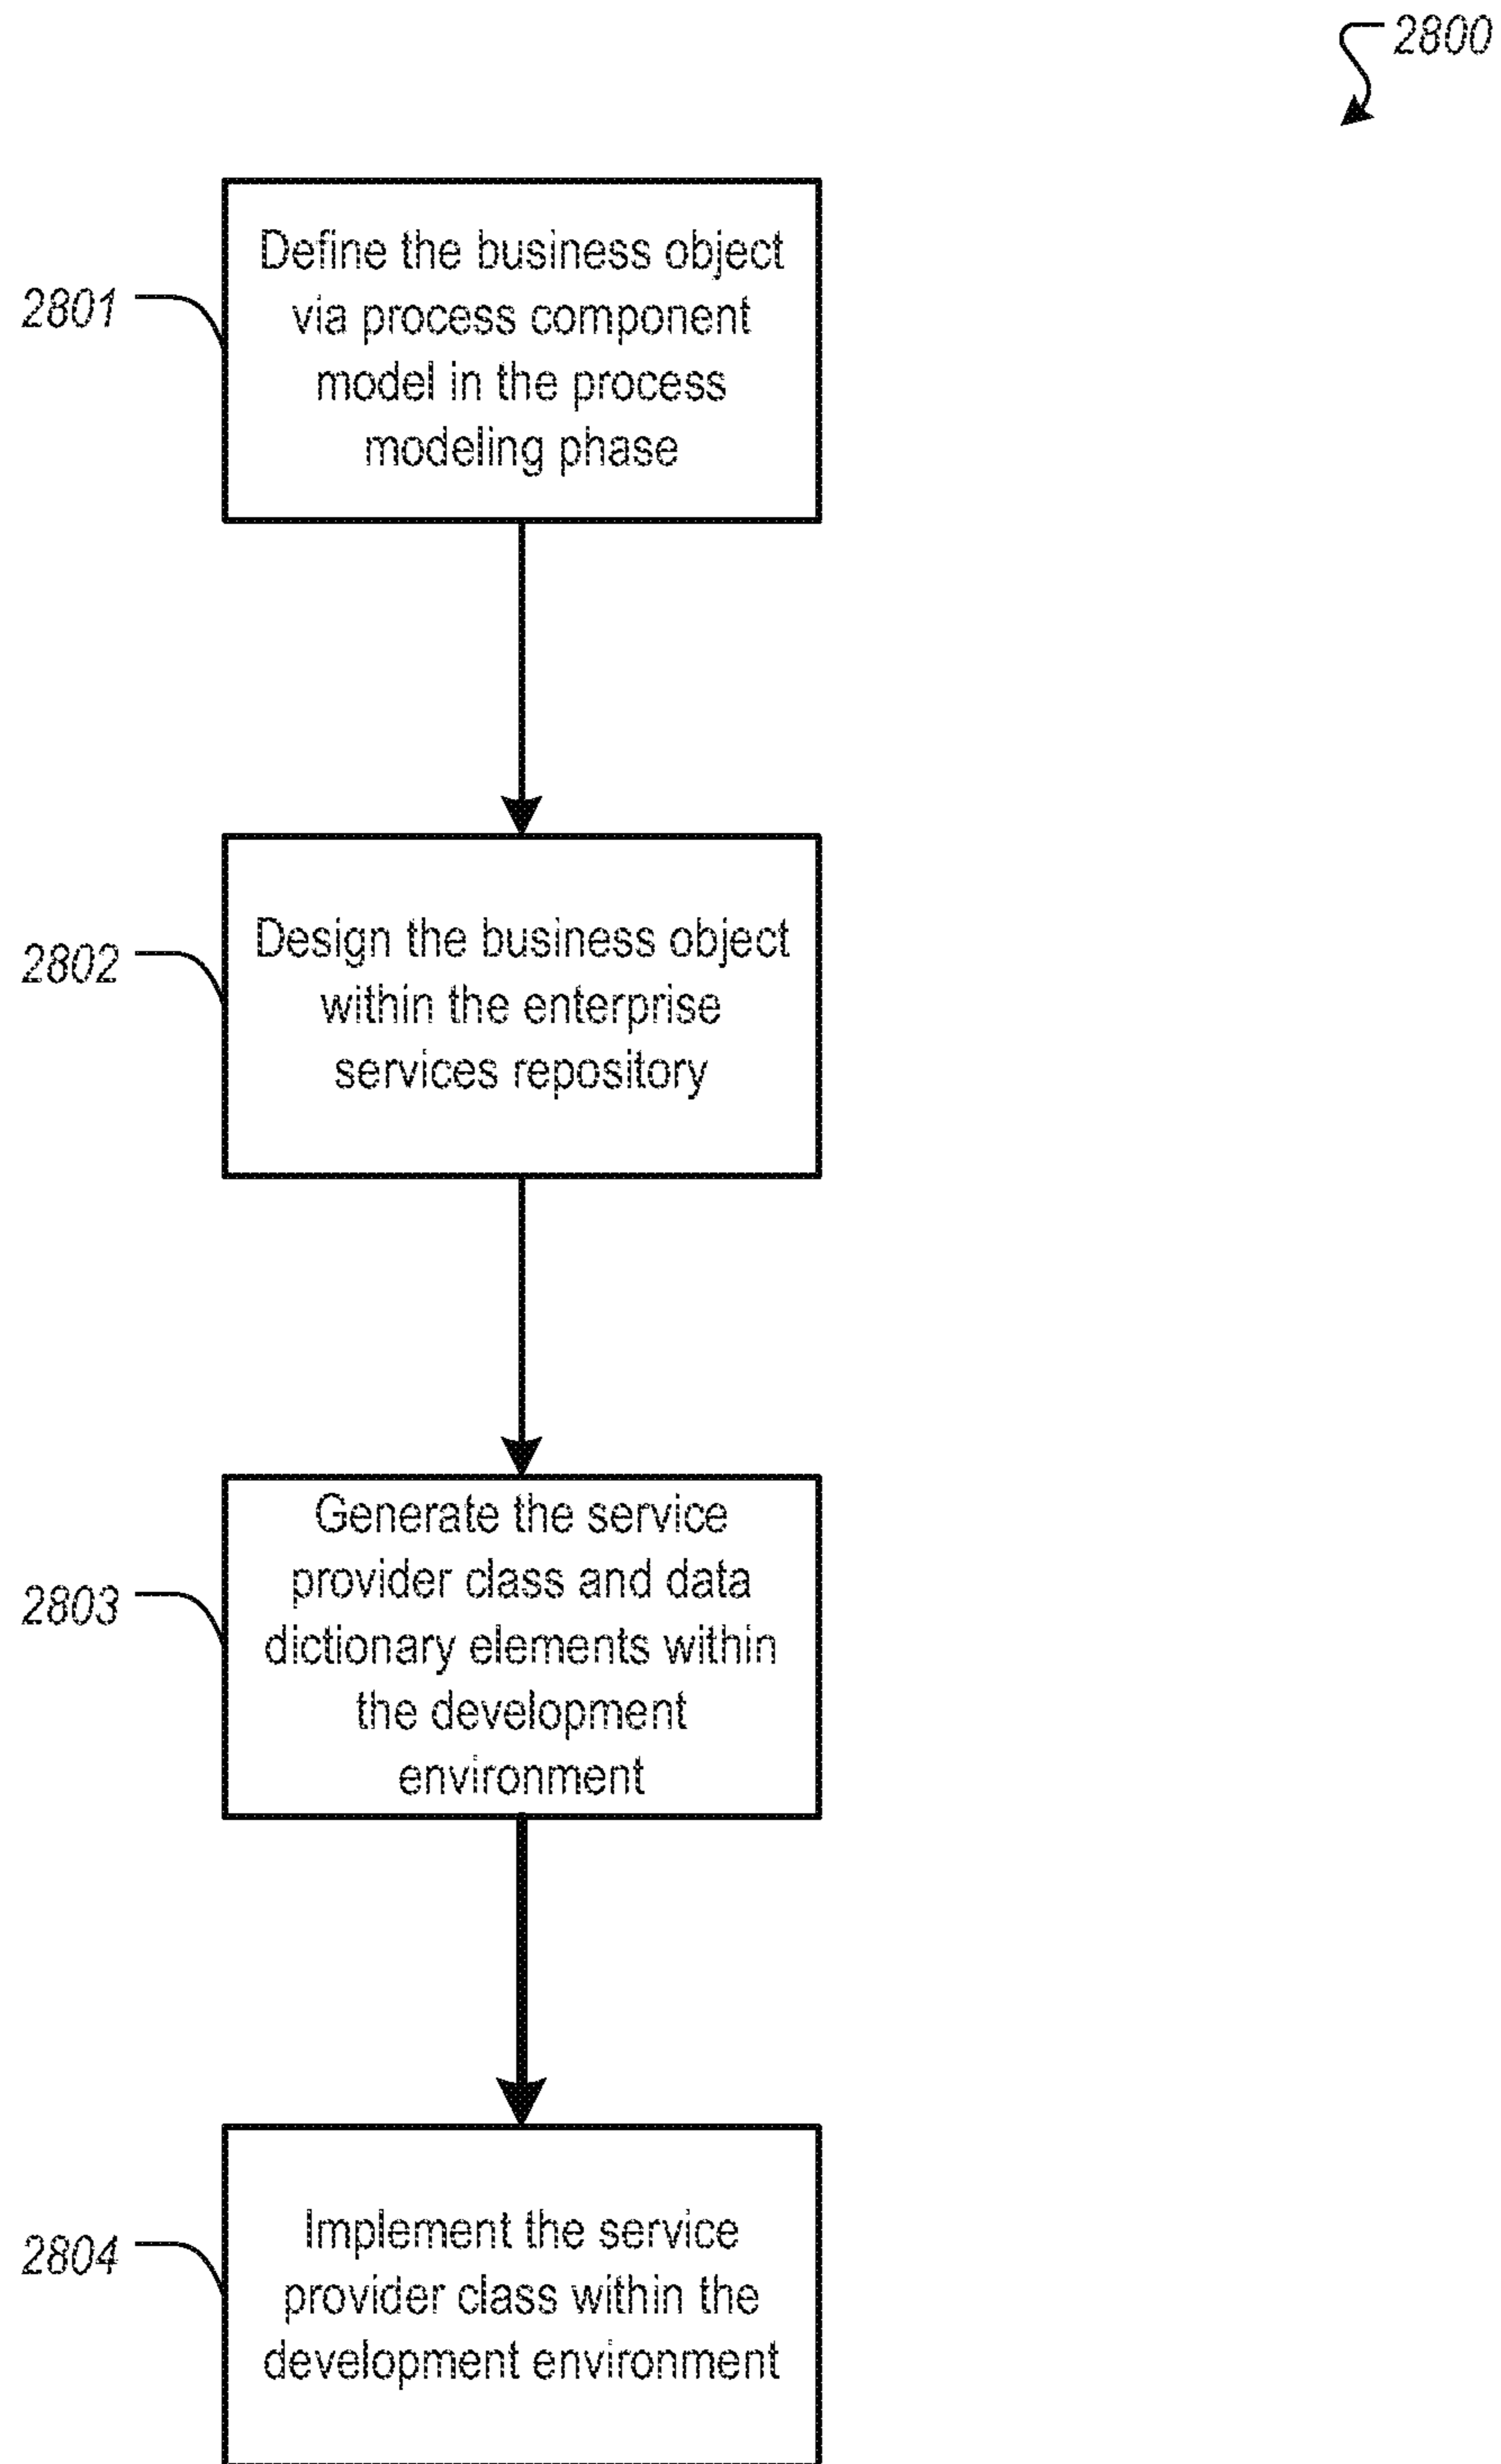 2800
2801
Define the business object
via process component
model in the process
modeling phase
2802
Design the business object
within the enterprise
services repository
2803
Generate the service
provider class and data
dictionary elements within
the development
environment
2804
Implement the service
provider class within the
development environment